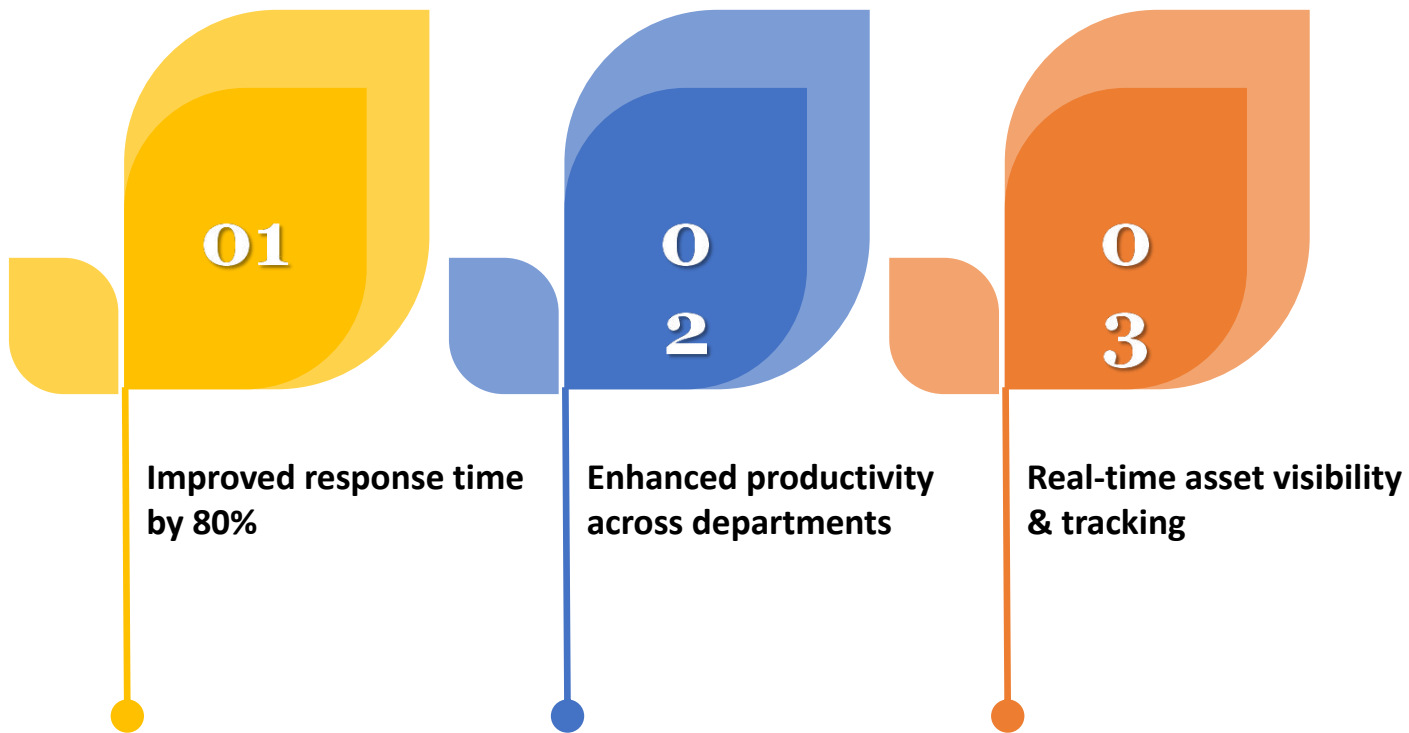 01
Improved response time
by 80%
0
2
Enhanced productivity
across departments
0
3
Real-time asset visibility
& tracking